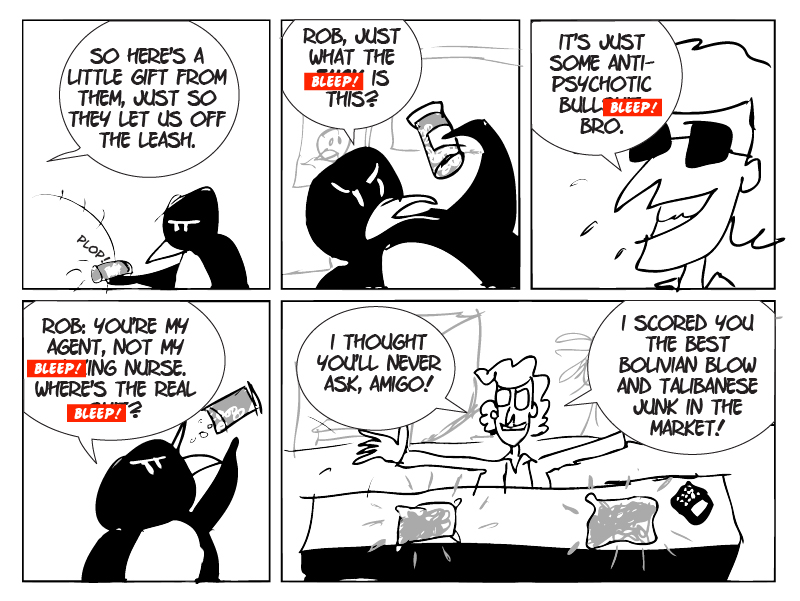 SO HERE'S A
LITTLE GIFT FROM
THEM, JUST SO
THEY LET US OFF
THE LEASH.
PLOP!
ROB, JUST
WHAT THE
BLEEP! IS
THIS?
IT'S JUST
SOME ANTI-
PSYCHOTIC
BULL BLEEP!
BRO.
ROB: YOU'RE MY
AGENT, NOT MY
BLEEP!ING NURSE.
WHERE'S THE REAL
BLEEP!?
I THOUGHT
YOU'LL NEVER
ASK, AMIGO!
I SCORED YOU
THE BEST
BOLIVIAN BLOW
AND TALIBANESE
JUNK IN THE
MARKET!